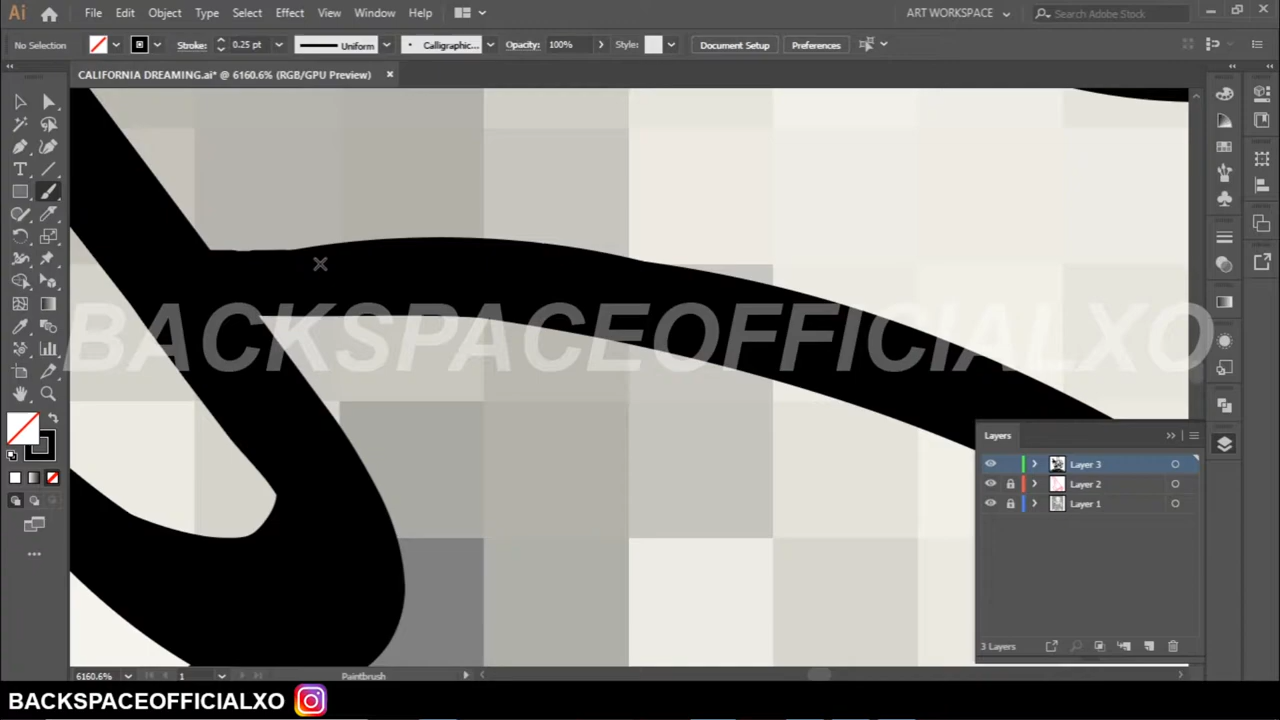 Ai File Edit Object Type Select Effect View Window Help ART WORKSPACE Search Adobe Stock
No Selection Stroke: 0.25 pt Uniform Calligraphic... Opacity: 100% Style: Document Setup Preferences
CALIFORNIA DREAMING.ai* @ 6160.6% (RGB/GPU Preview) ×
BACKSPACEOFFICIALXO
Layers
Layer 3
Layer 2
Layer 1
3 Layers
6160.6% 1 Paintbrush
BACKSPACEOFFICIALXO